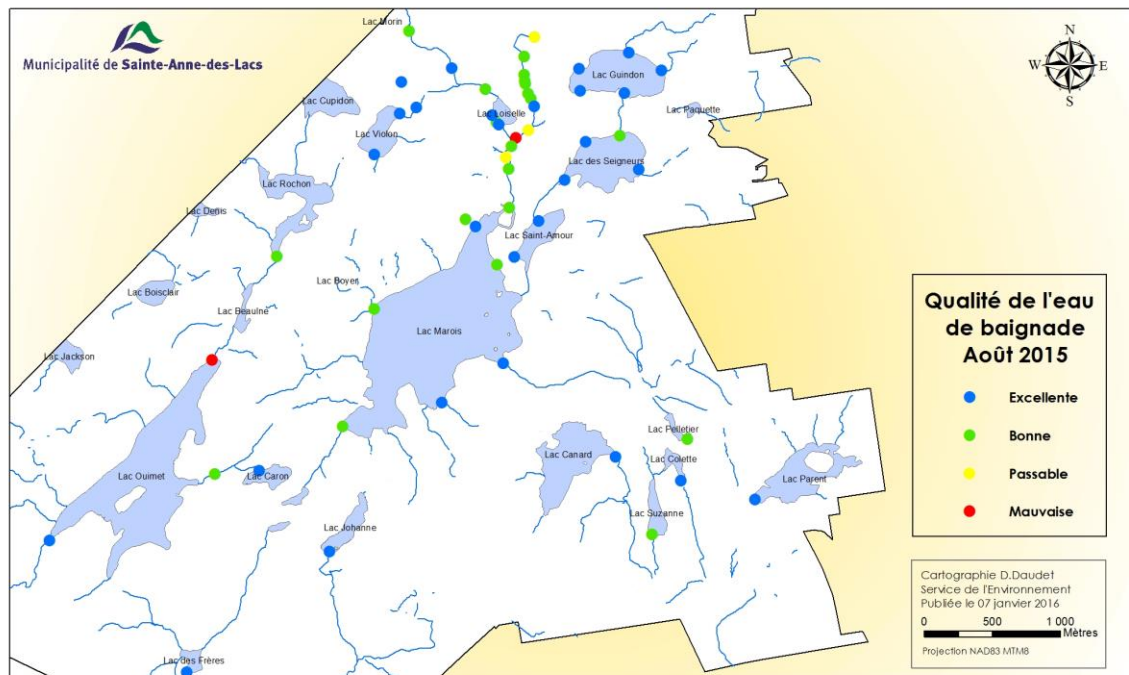 Municipalité de Sainte-Anne-des-Lacs
Lac Morin
N
W E
S
Lac Guindon
Lac Cupidon
Lac Loiselle
Lac Paquette
Lac Violon
Lac des Seigneurs
Lac Rochon
Lac Denis
Lac Saint-Amour
Lac Boyer
Lac Boisclair
Lac Beaulne
Lac Marois
Lac Jackson
Lac Pelletier
Lac Canard
Lac Colette
Lac Ouimet
Lac Caron
Lac Parent
Lac Suzanne
Lac Johanne
Lac des Frères
Qualité de l'eau
de baignade
Août 2015
Excellente
Bonne
Passable
Mauvaise
Cartographie D.Daudet
Service de l'Environnement
Publiée le 07 janvier 2016
0 500 1 000
Mètres
Projection NAD83 MTM8